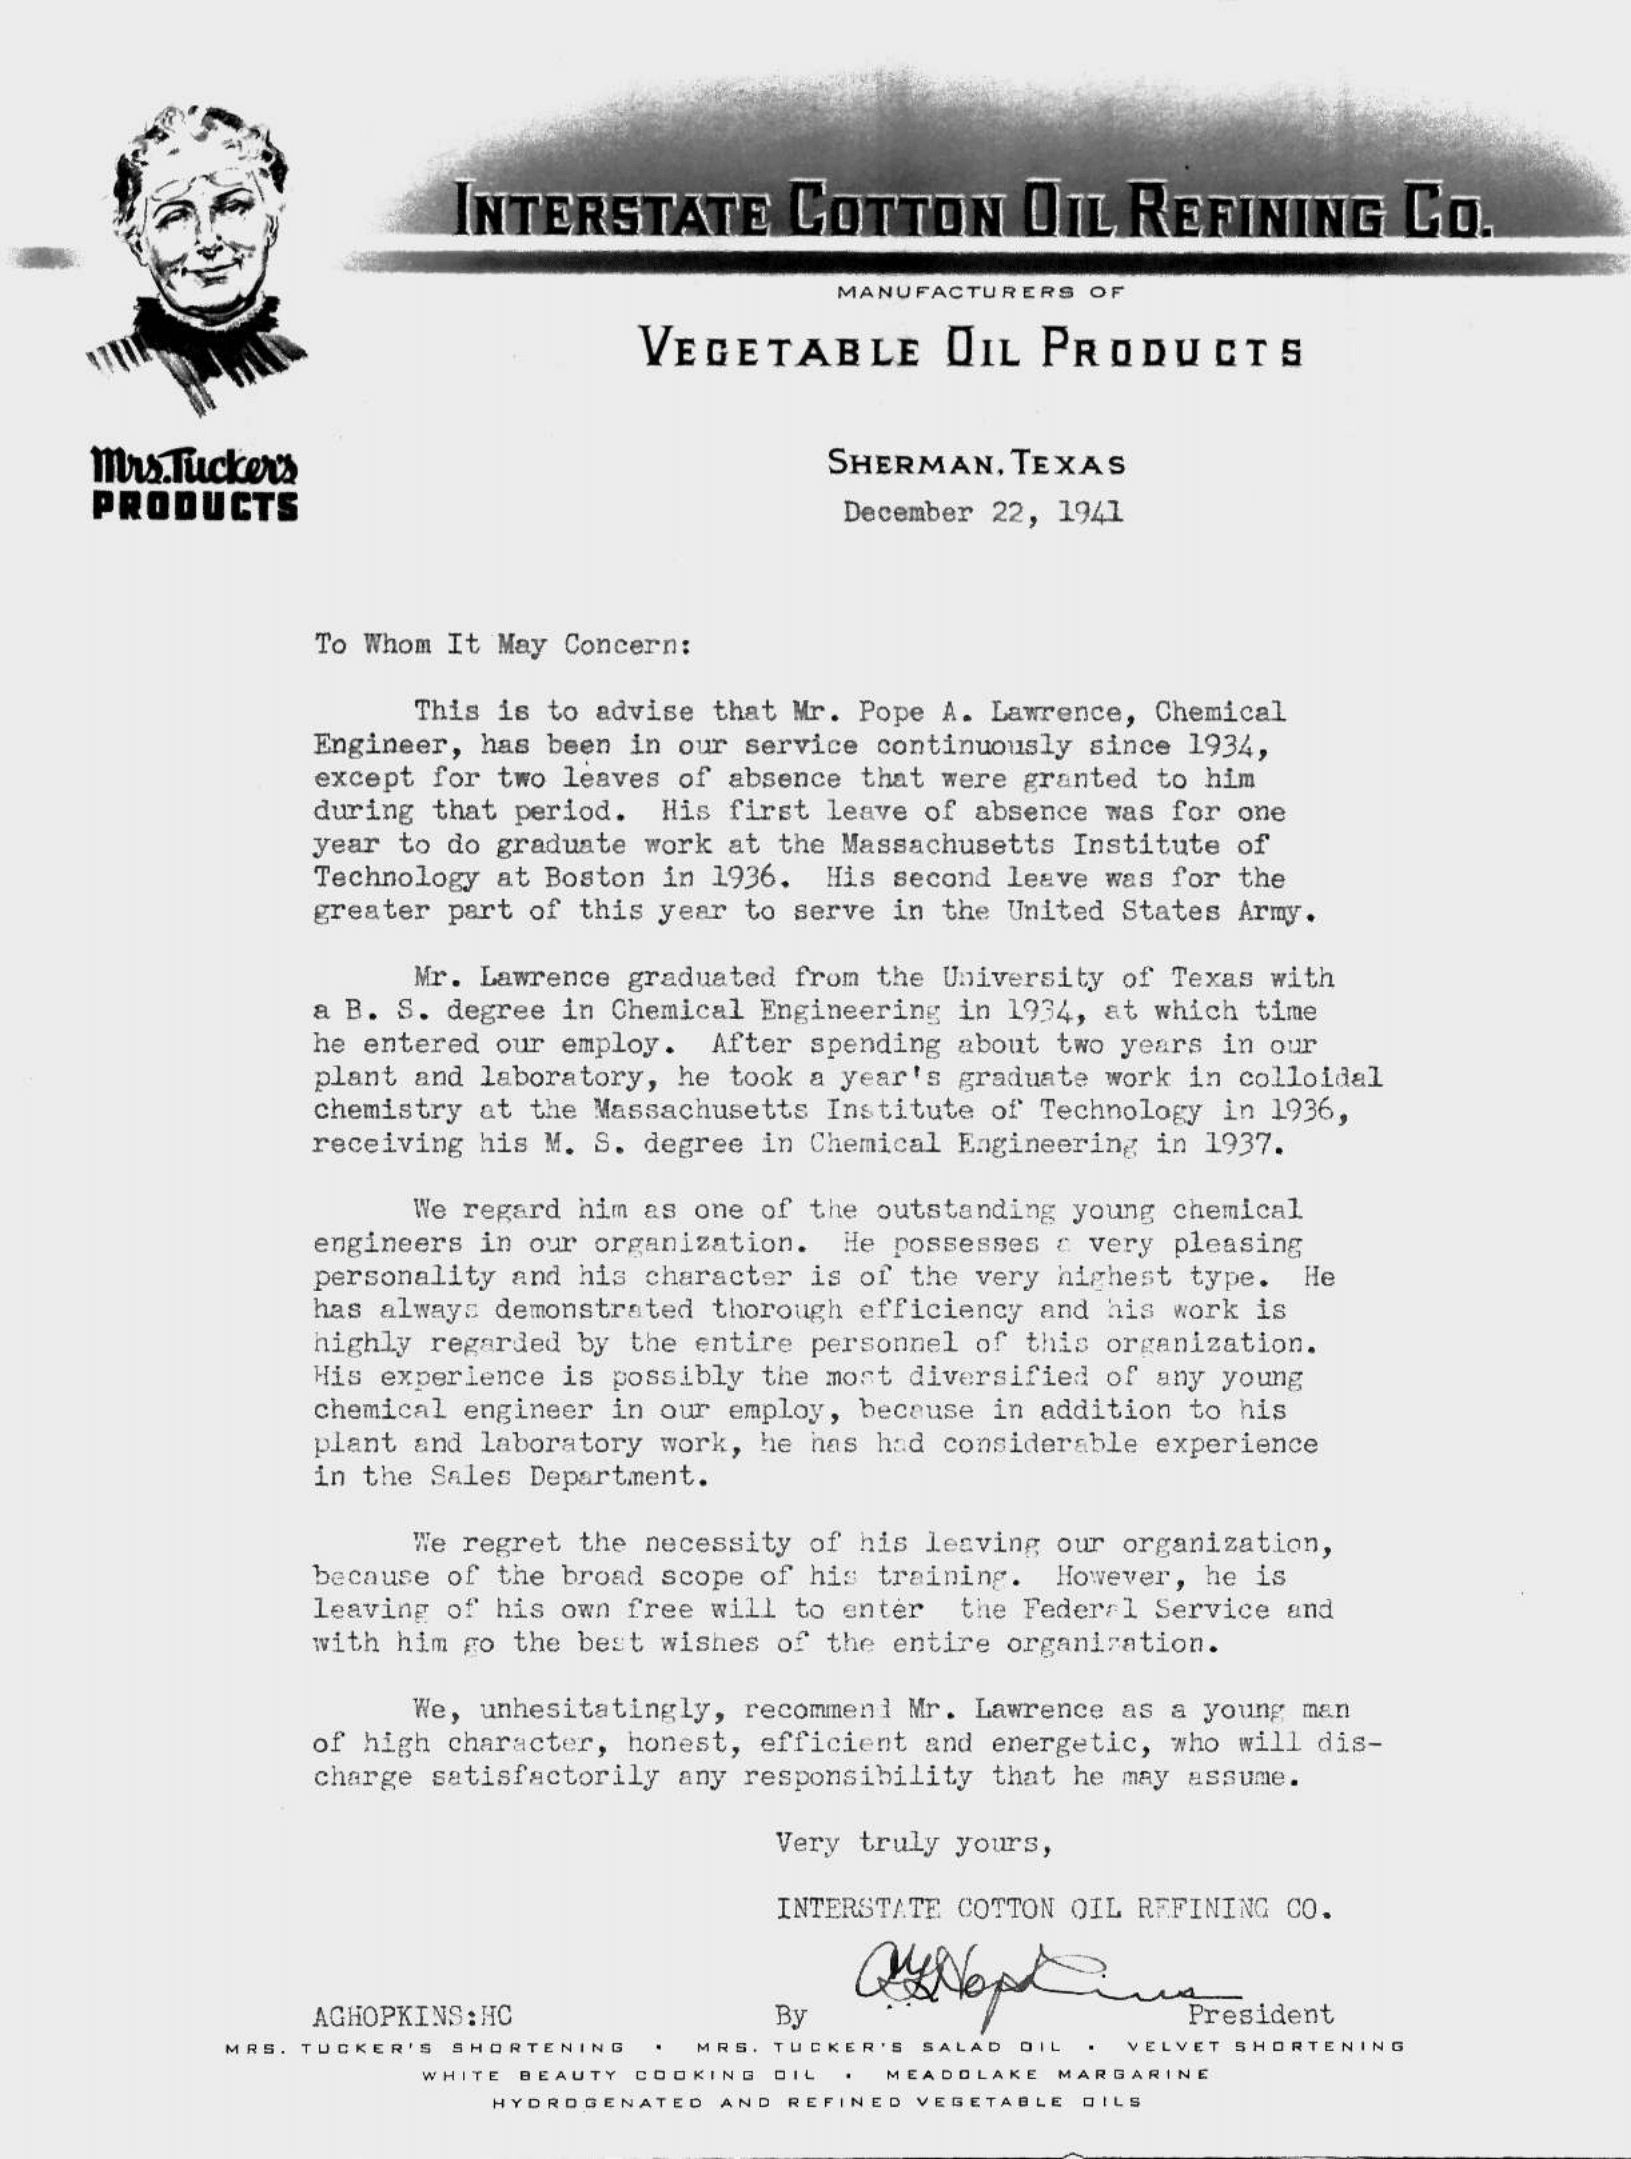 INTERSTATE COTTON OIL REFINING CO.
MANUFACTURERS OF
VEGETABLE OIL PRODUCTS
Mrs. Tucker's
PRODUCTS
SHERMAN, TEXAS
December 22, 1941
To Whom It May Concern:
This is to advise that Mr. Pope A. Lawrence, Chemical
Engineer, has been in our service continuously since 1934,
except for two leaves of absence that were granted to him
during that period. His first leave of absence was for one
year to do graduate work at the Massachusetts Institute of
Technology at Boston in 1936. His second leave was for the
greater part of this year to serve in the United States Army.
Mr. Lawrence graduated from the University of Texas with
a B. S. degree in Chemical Engineering in 1934, at which time
he entered our employ. After spending about two years in our
plant and laboratory, he took a year's graduate work in colloidal
chemistry at the Massachusetts Institute of Technology in 1936,
receiving his M. S. degree in Chemical Engineering in 1937.
We regard him as one of the outstanding young chemical
engineers in our organization. He possesses a very pleasing
personality and his character is of the very highest type. He
has always demonstrated thorough efficiency and his work is
highly regarded by the entire personnel of this organization.
His experience is possibly the most diversified of any young
chemical engineer in our employ, because in addition to his
plant and laboratory work, he has had considerable experience
in the Sales Department.
We regret the necessity of his leaving our organization,
because of the broad scope of his training. However, he is
leaving of his own free will to enter the Federal Service and
with him go the best wishes of the entire organization.
We, unhesitatingly, recommend Mr. Lawrence as a young man
of high character, honest, efficient and energetic, who will dis-
charge satisfactorily any responsibility that he may assume.
Very truly yours,
INTERSTATE COTTON OIL REFINING CO.
AGHopkins
AGHOPKINS:HC By President
MRS. TUCKER'S SHORTENING · MRS. TUCKER'S SALAD OIL · VELVET SHORTENING
WHITE BEAUTY COOKING OIL · MEADOLAKE MARGARINE
HYDROGENATED AND REFINED VEGETABLE OILS